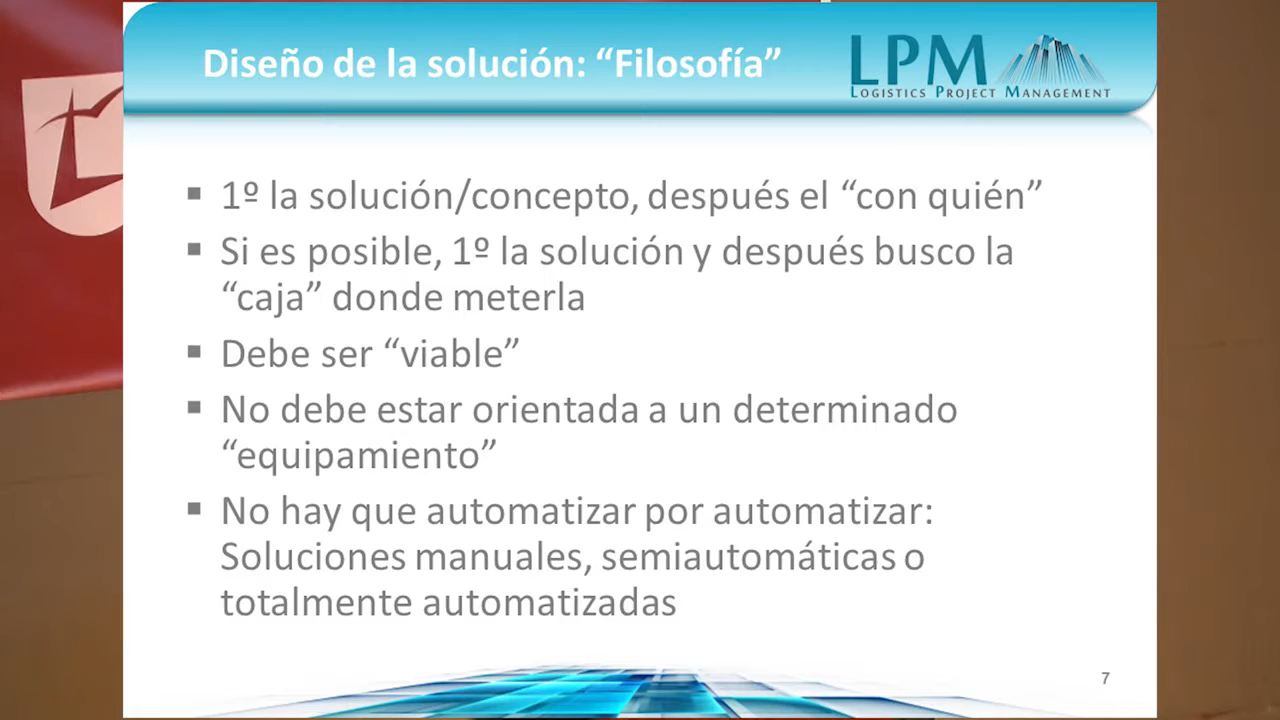 Diseño de la solución: “Filosofía”
LPM
LOGISTICS PROJECT MANAGEMENT
▪ 1º la solución/concepto, después el “con quién”
▪ Si es posible, 1º la solución y después busco la
“caja” donde meterla
▪ Debe ser “viable”
▪ No debe estar orientada a un determinado
“equipamiento”
▪ No hay que automatizar por automatizar:
Soluciones manuales, semiautomáticas o
totalmente automatizadas
7